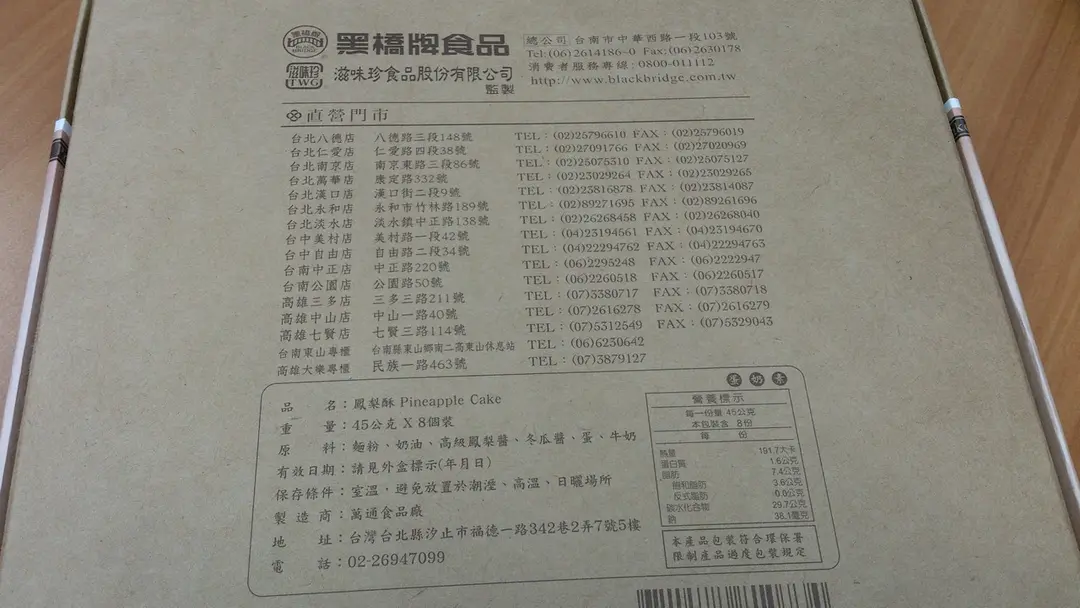 黑橋牌
BLACK BRIDGE
黑橋牌食品
滋味珍
TWG
滋味珍食品股份有限公司
監製
總公司 台南市中華西路一段103號
Tel:(06)2614186~0 Fax:(06)2630178
消費者服務專線:0800-011112
http://www.blackbridge.com.tw
直營門市
台北八德店 八德路三段148號 TEL:(02)25796610 FAX:(02)25796019
台北仁愛店 仁愛路四段38號 TEL:(02)27091766 FAX:(02)27020969
台北南京店 南京東路三段86號 TEL:(02)25075310 FAX:(02)25075127
台北萬華店 康定路332號 TEL:(02)23029264 FAX:(02)23029265
台北漢口店 漢口街二段9號 TEL:(02)23816878 FAX:(02)23814087
台北永和店 永和市竹林路189號 TEL:(02)89271695 FAX:(02)89261696
台北淡水店 淡水鎮中正路138號 TEL:(02)26268458 FAX:(02)26268040
台中美村店 美村路一段42號 TEL:(04)23194561 FAX:(04)23194670
台中自由店 自由路二段34號 TEL:(04)22294762 FAX:(04)22294763
台南中正店 中正路220號 TEL:(06)2295248 FAX:(06)2222947
台南公園店 公園路50號 TEL:(06)2260518 FAX:(06)2260517
高雄三多店 三多三路211號 TEL:(07)3380717 FAX:(07)3380718
高雄中山店 中山一路40號 TEL:(07)2616278 FAX:(07)2616279
高雄七賢店 七賢三路114號 TEL:(07)5312549 FAX:(07)5329043
台南東山專櫃 台南縣東山鄉南二高東山休息站 TEL:(06)6230642
高雄大樂專櫃 民族一路463號 TEL:(07)3879127
蛋 奶 素
品名:鳳梨酥 Pineapple Cake
重量:45公克 X 8個裝
原料:麵粉、奶油、高級鳳梨醬、冬瓜醬、蛋、牛奶
有效日期:請見外盒標示(年月日)
保存條件:室溫,避免放置於潮溼、高溫、日曬場所
製造商:萬通食品廠
地址:台灣台北縣汐止市福德一路342巷2弄7號5樓
電話:02-26947099
營養標示
每一份量 45公克
本包裝含 8份
每份
熱量 191.7大卡
蛋白質 1.6公克
脂肪 7.4公克
飽和脂肪 3.6公克
反式脂肪 0.6公克
碳水化合物 29.7公克
鈉 38.1毫克
本產品包裝符合環保署
限制產品過度包裝規定